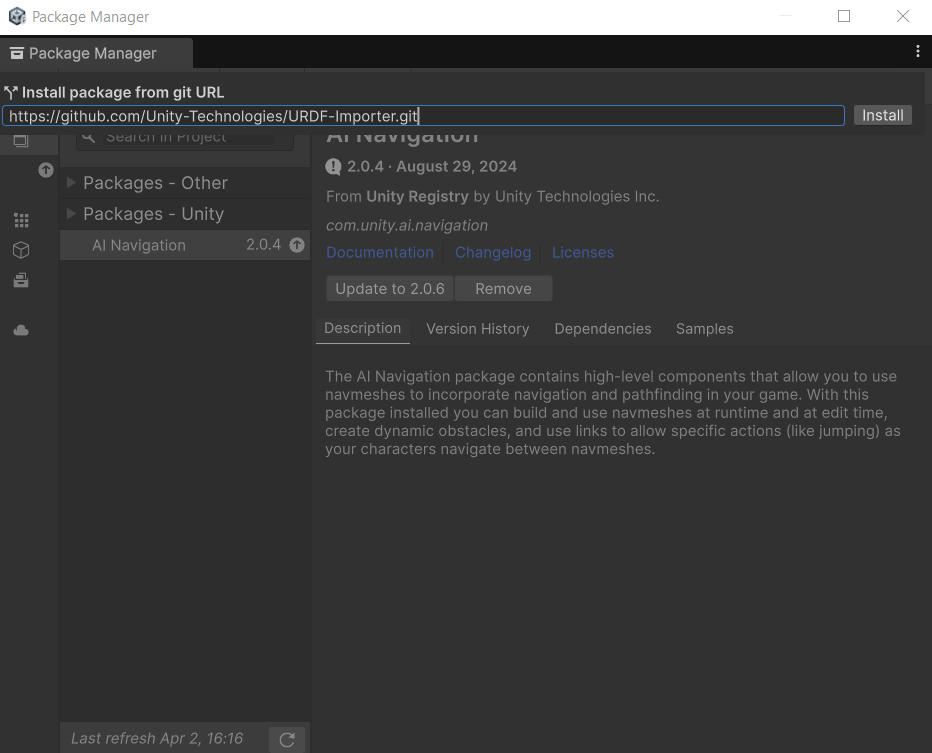 Package Manager
Package Manager
Install package from git URL
https://github.com/Unity-Technologies/URDF-Importer.git
Install
Search in Project
AI Navigation
2.0.4 · August 29, 2024
From Unity Registry by Unity Technologies Inc.
com.unity.ai.navigation
Documentation Changelog Licenses
Update to 2.0.6 Remove
Packages - Other
Packages - Unity
AI Navigation 2.0.4
Description Version History Dependencies Samples
The AI Navigation package contains high-level components that allow you to use
navmeshes to incorporate navigation and pathfinding in your game. With this
package installed you can build and use navmeshes at runtime and at edit time,
create dynamic obstacles, and use links to allow specific actions (like jumping) as
your characters navigate between navmeshes.
Last refresh Apr 2, 16:16